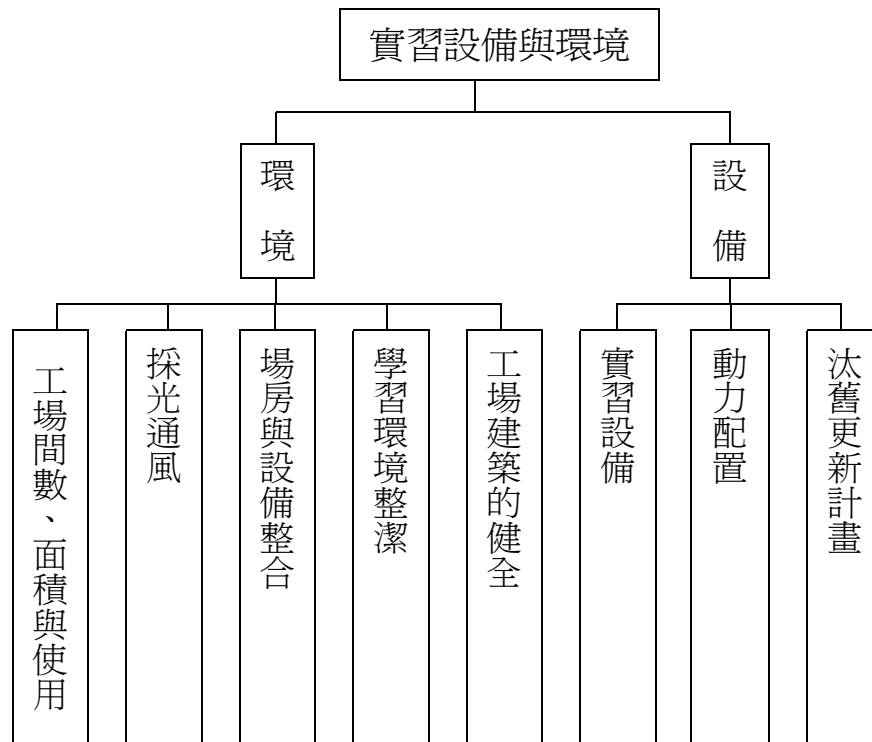 實習設備與環境
環境
設備
工場間數、面積與使用
採光通風
場房與設備整合
學習環境整潔
工場建築的健全
實習設備
動力配置
汰舊更新計畫